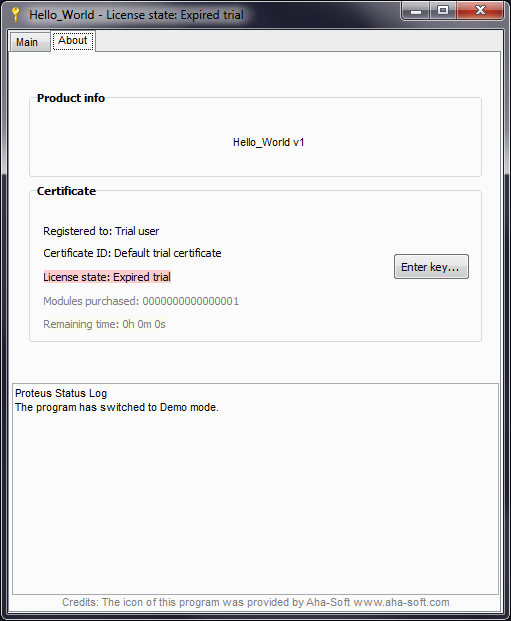 Hello_World - License state: Expired trial
Main
About
Product info
Hello_World v1
Certificate
Registered to: Trial user
Certificate ID: Default trial certificate
License state: Expired trial
Enter key...
Modules purchased: 0000000000000001
Remaining time: 0h 0m 0s
Proteus Status Log
The program has switched to Demo mode.
Credits: The icon of this program was provided by Aha-Soft www.aha-soft.com